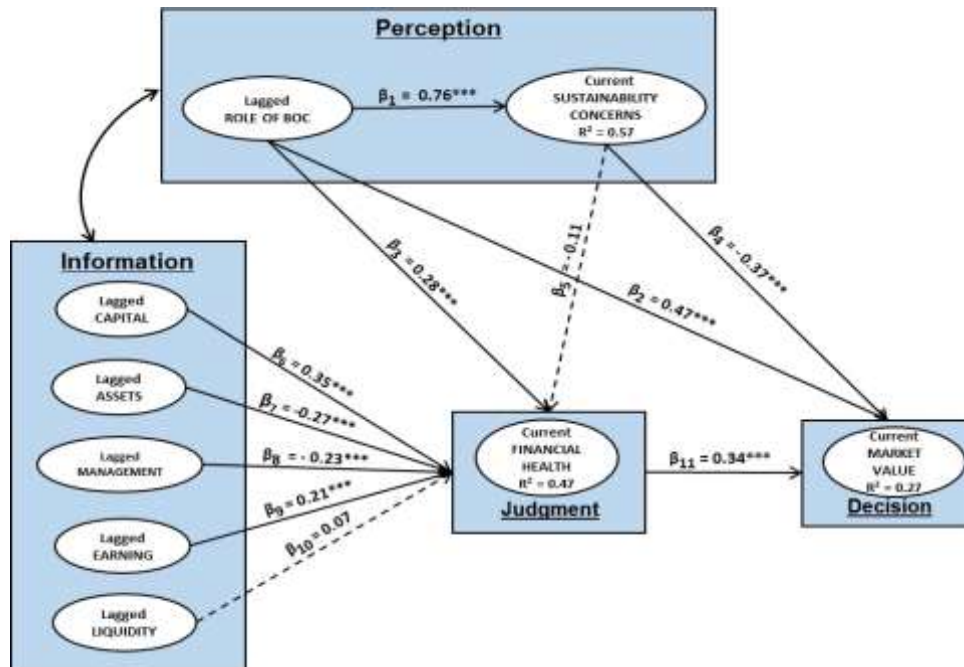 Perception
Lagged
ROLE OF BOC
β1 = 0.76***
Current
SUSTAINABILITY
CONCERNS
R² = 0.57
β3 = 0.28***
β5 = -0.11
β2 = 0.47***
β4 = -0.37***
Information
Lagged
CAPITAL
Lagged
ASSETS
Lagged
MANAGEMENT
Lagged
EARNING
Lagged
LIQUIDITY
β6 = 0.35***
β7 = -0.27***
β8 = - 0.23***
β9 = 0.21***
β10 = 0.07
Current
FINANCIAL
HEALTH
R² = 0.47
Judgment
β11 = 0.34***
Current
MARKET
VALUE
R² = 0.27
Decision